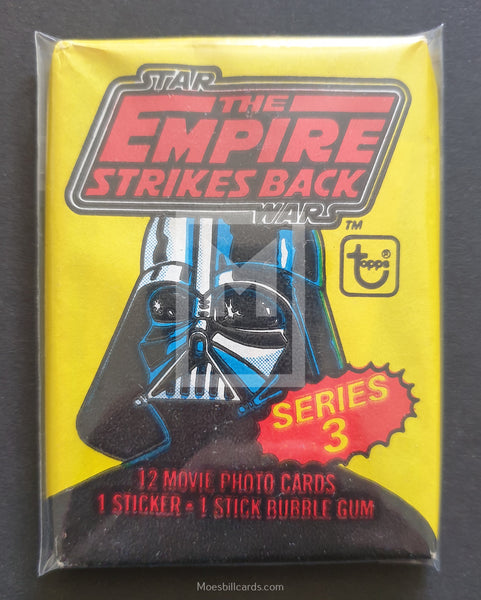 STAR
THE
EMPIRE
STRIKES BACK
WARS
TM
topps®
SERIES
3
12 MOVIE PHOTO CARDS
1 STICKER • 1 STICK BUBBLE GUM
M
Moesbillcards.com